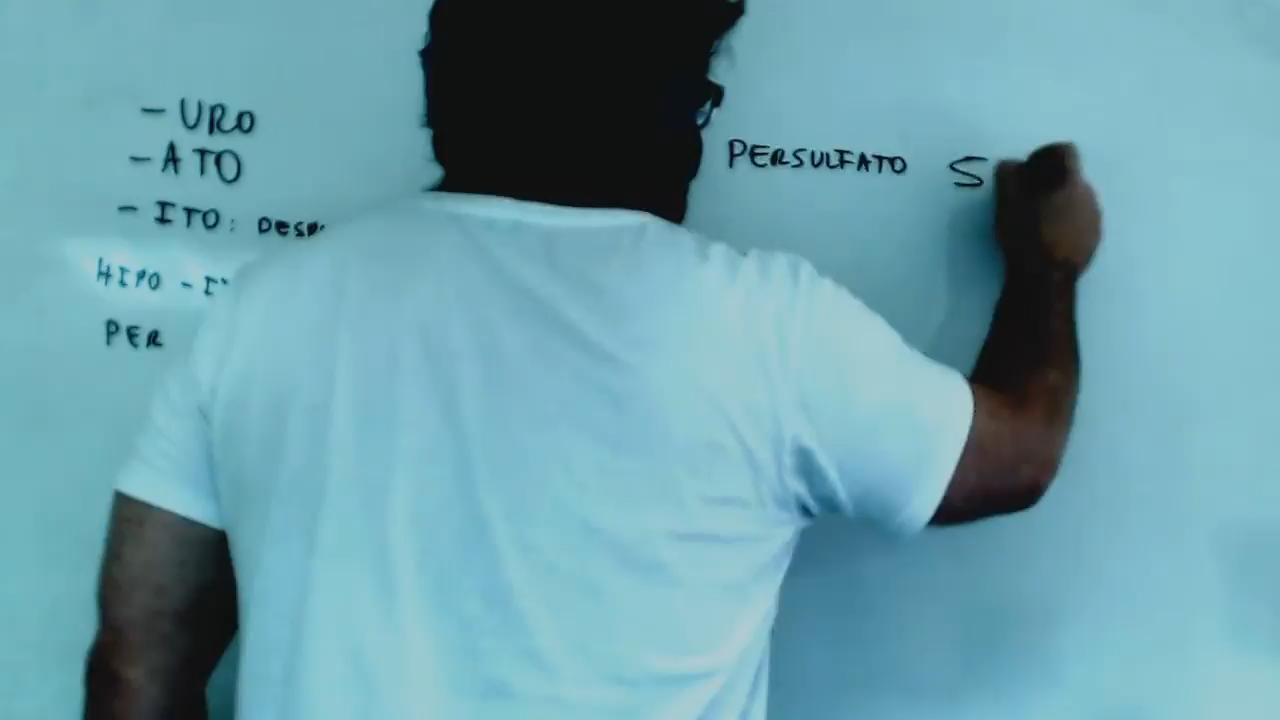 - URO
- ATO
- ITO:
HIPO -
PER
PERSULFATO S